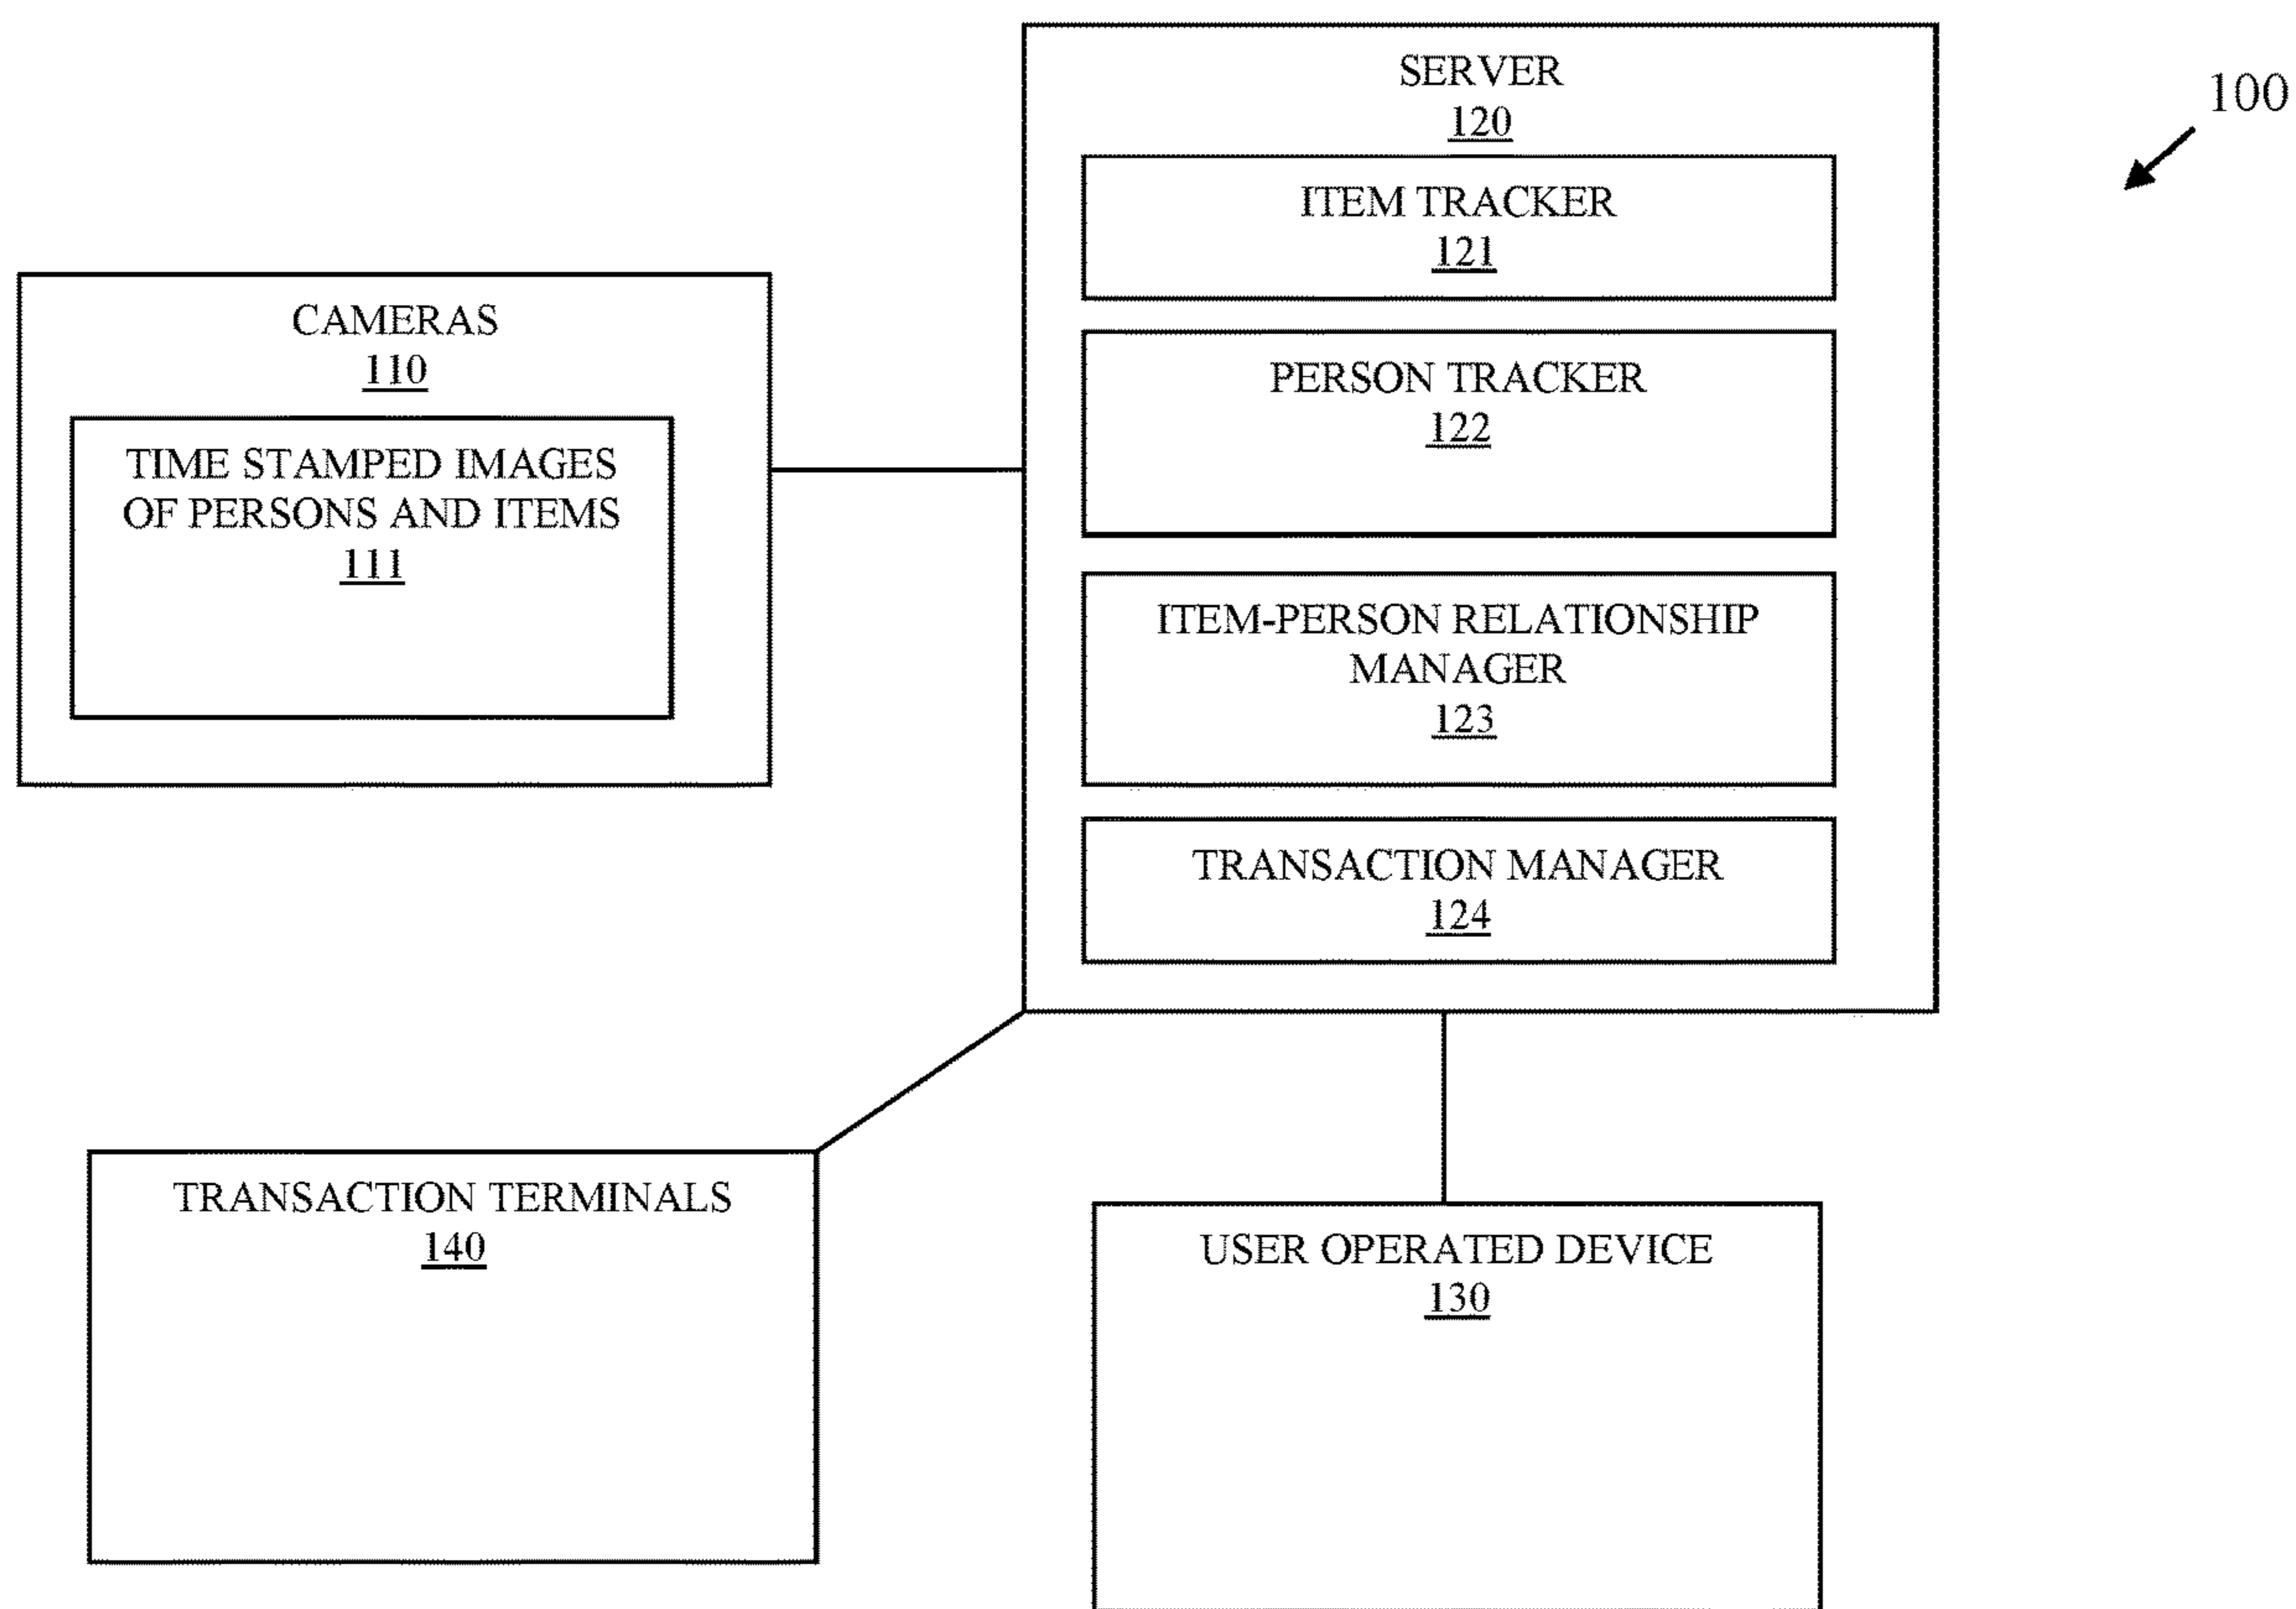 100
CAMERAS
110
TIME STAMPED IMAGES
OF PERSONS AND ITEMS
111
SERVER
120
ITEM TRACKER
121
PERSON TRACKER
122
ITEM-PERSON RELATIONSHIP
MANAGER
123
TRANSACTION MANAGER
124
TRANSACTION TERMINALS
140
USER OPERATED DEVICE
130